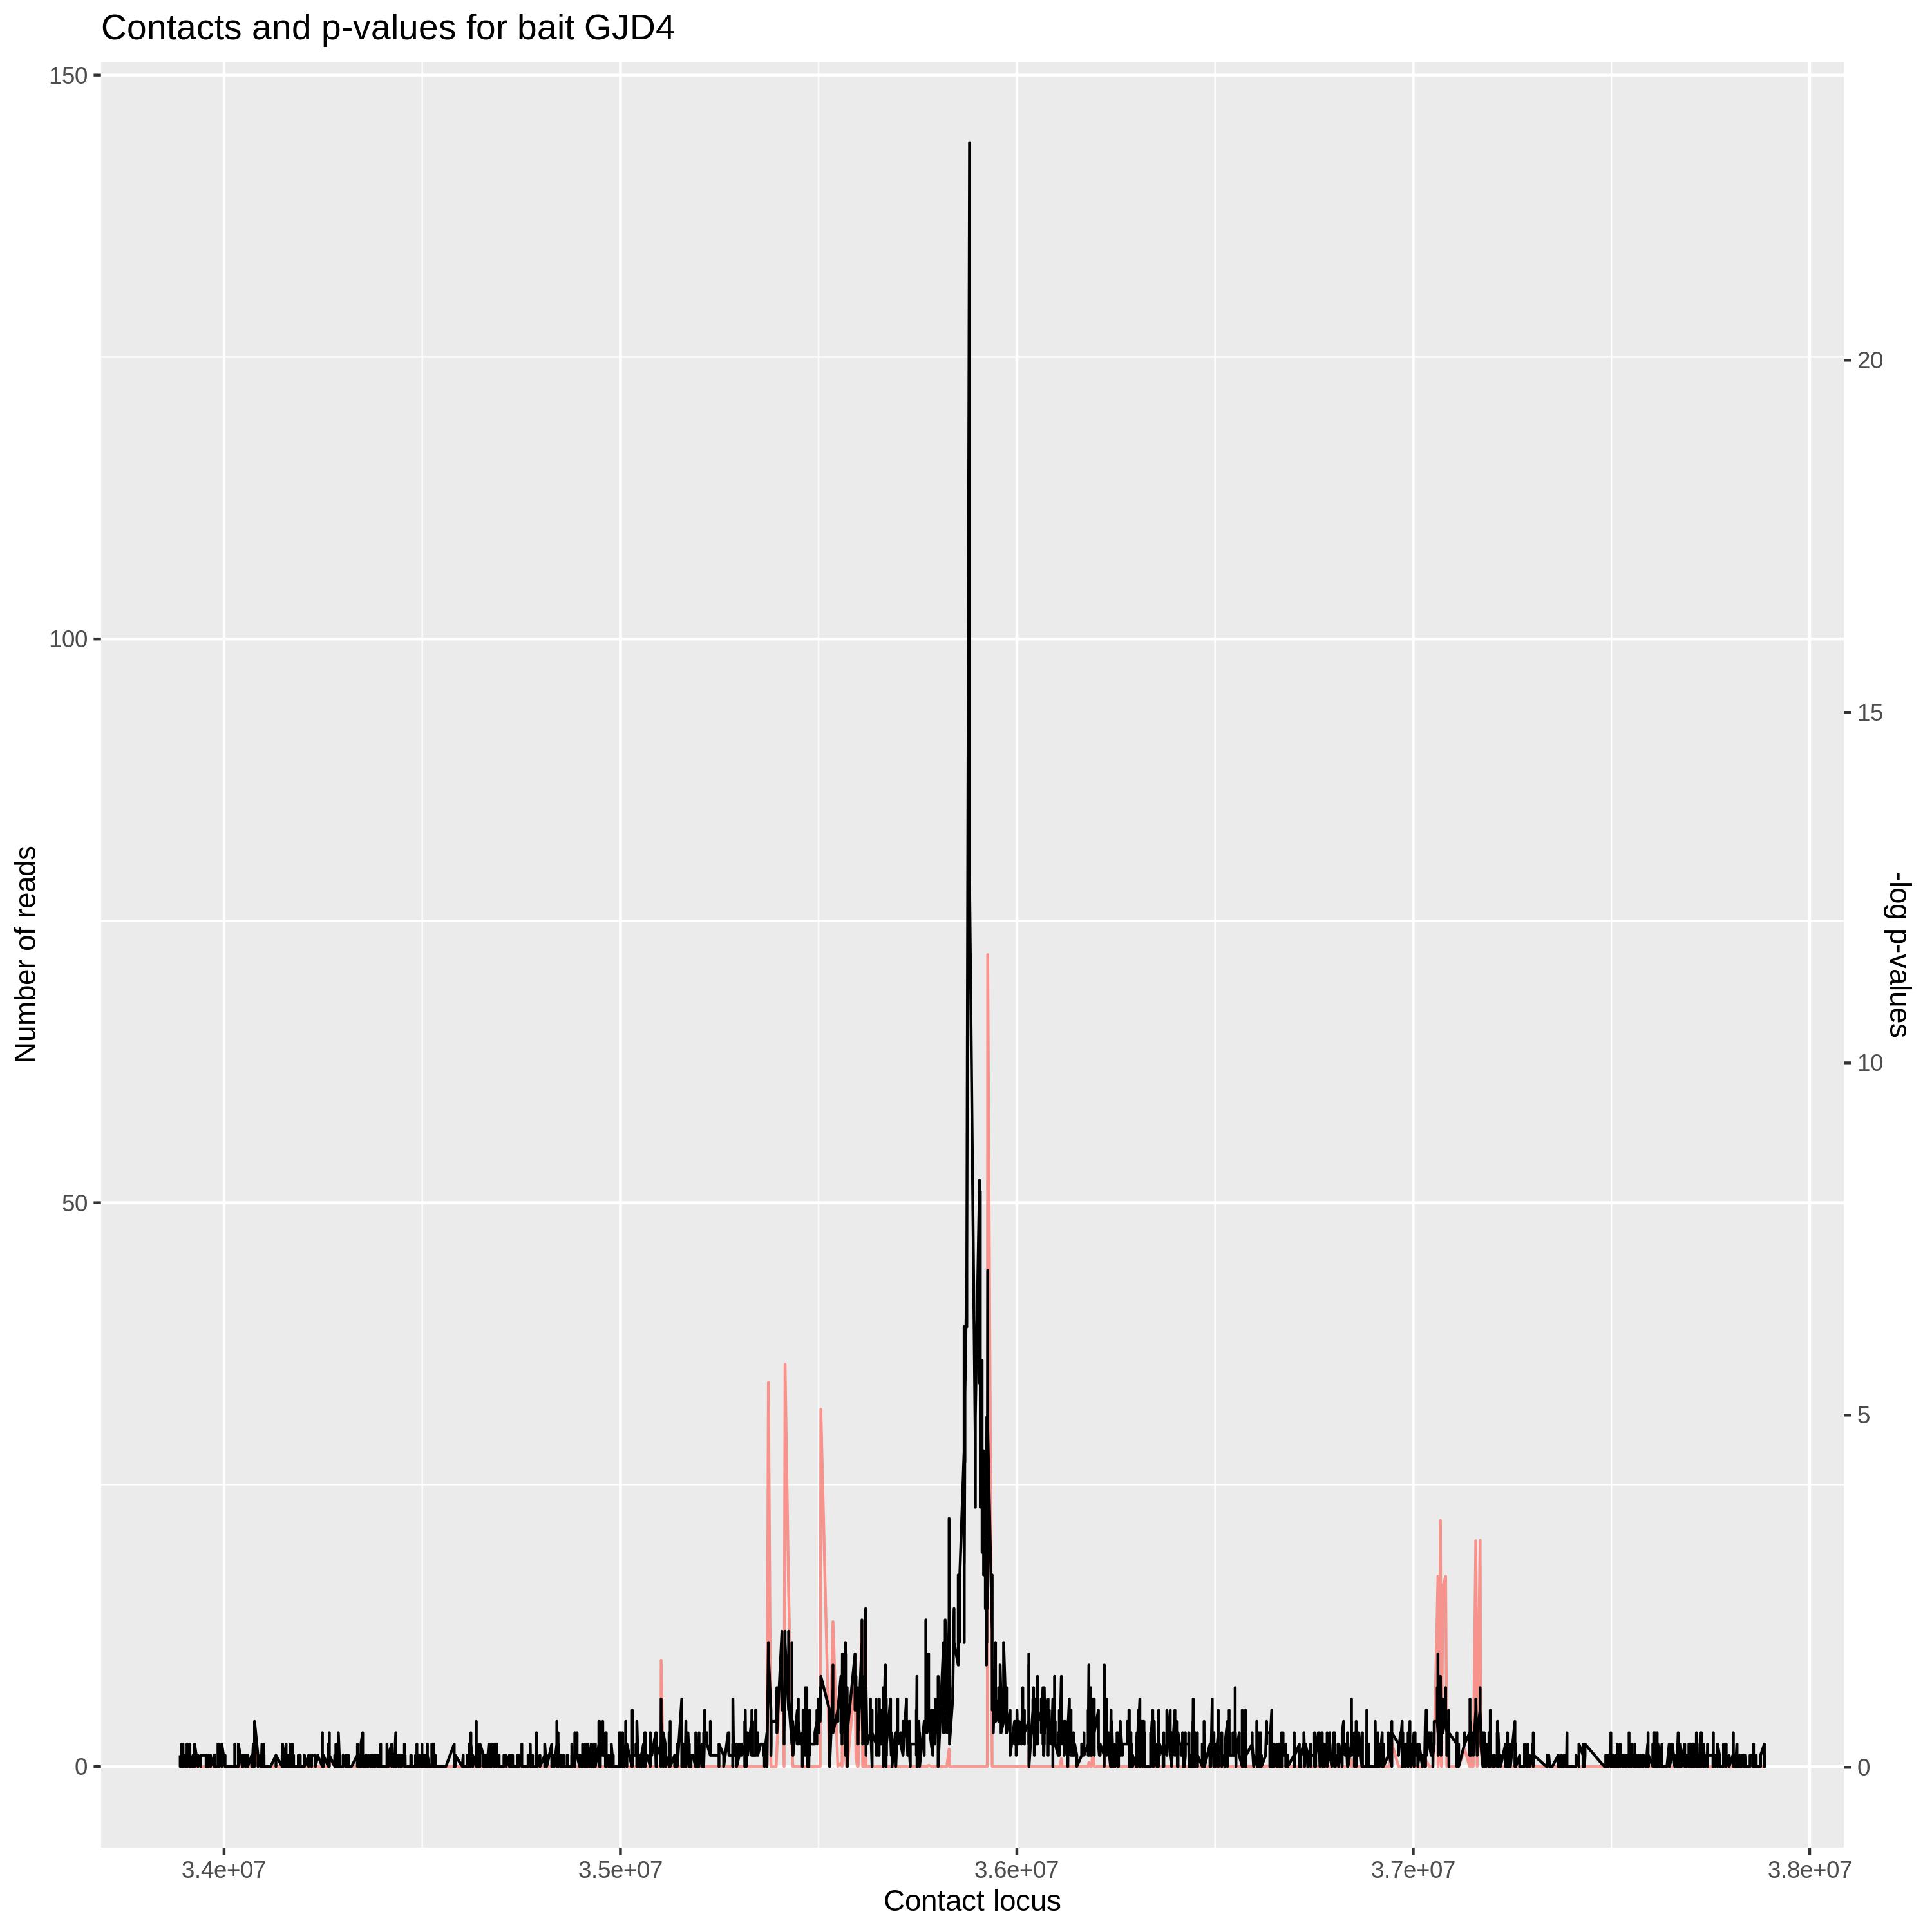 Contacts and p-values for bait GJD4
150
100
50
0
Number of reads
20
15
10
5
0
-log p-values
3.4e+07
3.5e+07
3.6e+07
3.7e+07
3.8e+07
Contact locus